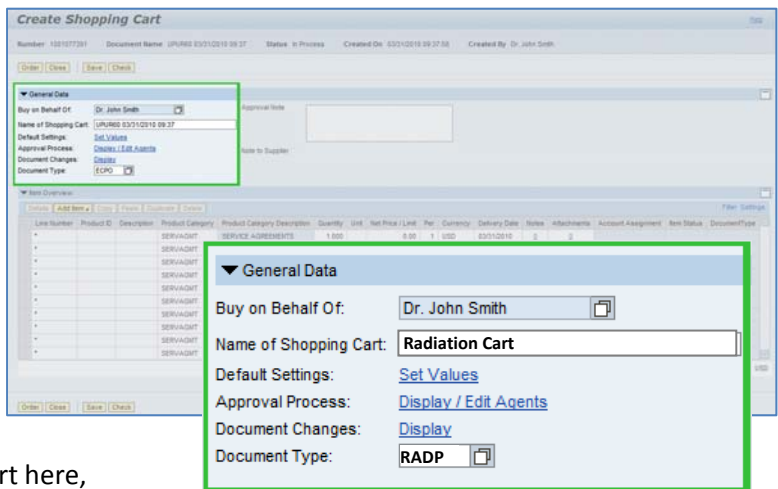 Create Shopping Cart
Number 1001077391 Document Name UPUR60 03/31/2010 09:37 Status In Process Created On 03/31/2010 09:37:58 Created By Dr. John Smith
Order Close Save Check
General Data
Buy on Behalf Of: Dr. John Smith
Approval Note
Name of Shopping Cart: UPUR60 03/31/2010 09:37
Default Settings: Set Values
Approval Process: Display / Edit Agents
Note to Supplier
Document Changes: Display
Document Type: ECPO
Item Overview
Details Add Item Copy Paste Duplicate Delete Filter Settings
Line Number Product ID Description Product Category Product Category Description Quantity Unit Net Price / Limit Per Currency Delivery Date Notes Attachments Account Assignment Item Status DocumentType
SERVAGMT SERVICE AGREEMENTS 1.000 0.00 1 USD 03/31/2010
SERVAGMT
SERVAGMT
SERVAGMT
SERVAGMT
SERVAGMT
SERVAGMT
SERVAGMT
USD
Order Close Save Check
General Data
Buy on Behalf Of: Dr. John Smith
Name of Shopping Cart: Radiation Cart
Default Settings: Set Values
Approval Process: Display / Edit Agents
Document Changes: Display
Document Type: RADP
rt here,